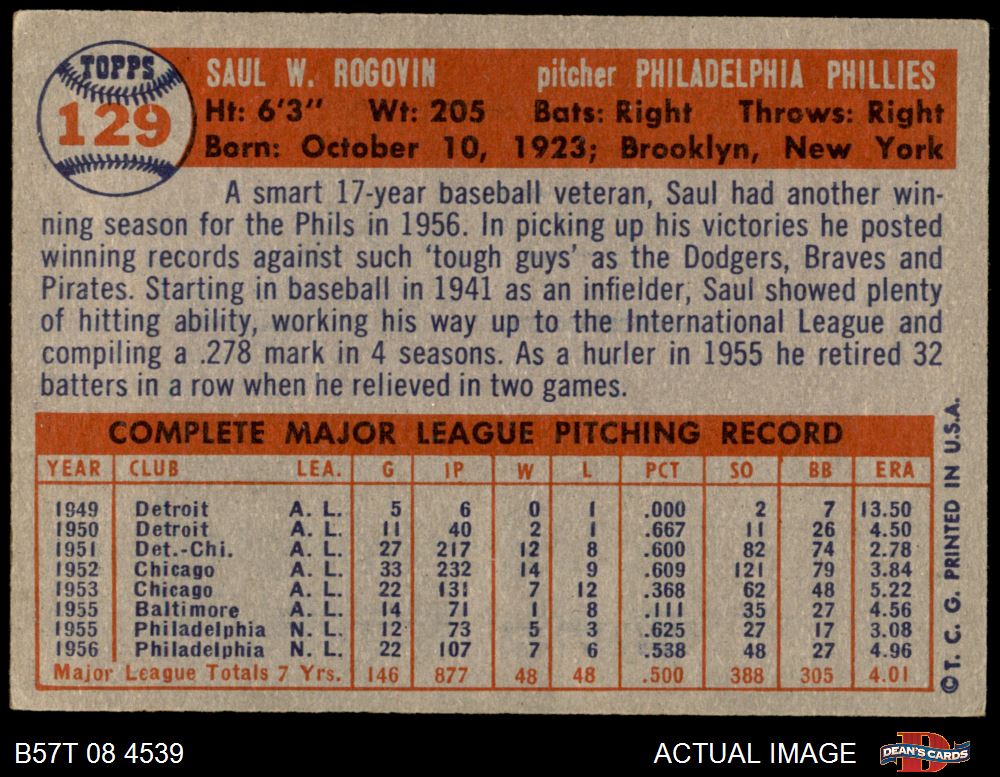 TOPPS
129
SAUL W. ROGOVIN pitcher PHILADELPHIA PHILLIES
Ht: 6'3" Wt: 205 Bats: Right Throws: Right
Born: October 10, 1923; Brooklyn, New York
A smart 17-year baseball veteran, Saul had another win-
ning season for the Phils in 1956. In picking up his victories he posted
winning records against such 'tough guys' as the Dodgers, Braves and
Pirates. Starting in baseball in 1941 as an infielder, Saul showed plenty
of hitting ability, working his way up to the International League and
compiling a .278 mark in 4 seasons. As a hurler in 1955 he retired 32
batters in a row when he relieved in two games.
COMPLETE MAJOR LEAGUE PITCHING RECORD
YEAR CLUB LEA. G IP W L PCT SO BB ERA
1949 Detroit A. L. 5 6 0 1 .000 2 7 13.50
1950 Detroit A. L. 11 40 2 1 .667 11 26 4.50
1951 Det.-Chi. A. L. 27 217 12 8 .600 82 74 2.78
1952 Chicago A. L. 33 232 14 9 .609 121 79 3.84
1953 Chicago A. L. 22 131 7 12 .368 62 48 5.22
1955 Baltimore A. L. 14 71 1 8 .111 35 27 4.56
1955 Philadelphia N. L. 12 73 5 3 .625 27 17 3.08
1956 Philadelphia N. L. 22 107 7 6 .538 48 27 4.96
Major League Totals 7 Yrs. 146 877 48 48 .500 388 305 4.01
©T. C. G. PRINTED IN U.S.A.
B57T 08 4539 ACTUAL IMAGE
DEAN'S CARDS